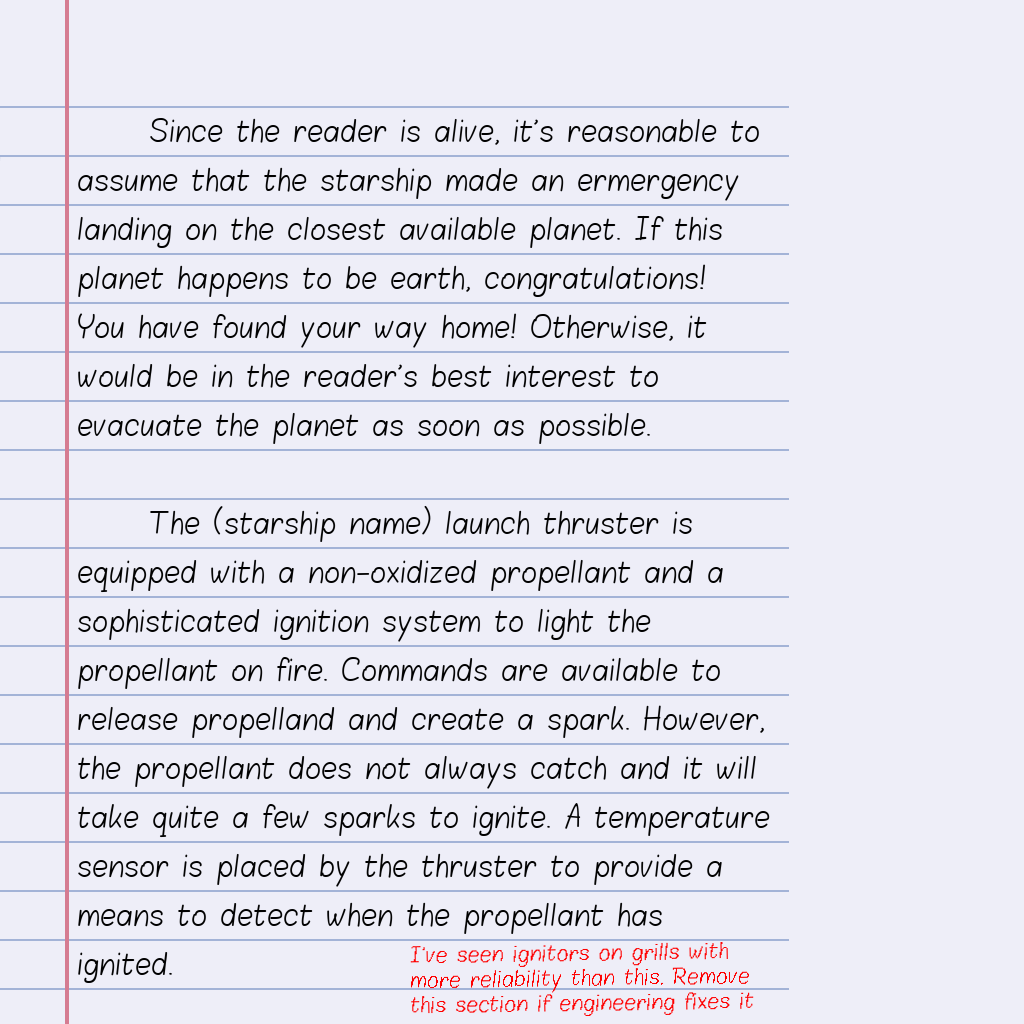 Since the reader is alive, it's reasonable to
assume that the starship made an ermergency
landing on the closest available planet. If this
planet happens to be earth, congratulations!
You have found your way home! Otherwise, it
would be in the reader's best interest to
evacuate the planet as soon as possible.
The (starship name) launch thruster is
equipped with a non-oxidized propellant and a
sophisticated ignition system to light the
propellant on fire. Commands are available to
release propelland and create a spark. However,
the propellant does not always catch and it will
take quite a few sparks to ignite. A temperature
sensor is placed by the thruster to provide a
means to detect when the propellant has
ignited.
I've seen ignitors on grills with
more reliability than this. Remove
this section if engineering fixes it